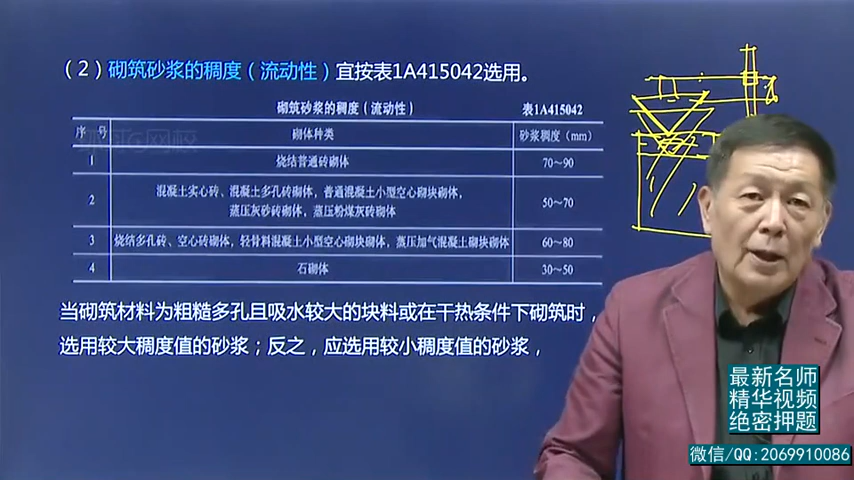 （2）砌筑砂浆的稠度（流动性）宜按表1A415042选用。
砌筑砂浆的稠度（流动性） 表1A415042
序 号 砌体种类 砂浆稠度（mm）
1 烧结普通砖砌体 70～90
2 混凝土实心砖、混凝土多孔砖砌体，普通混凝土小型空心砌块砌体，
蒸压灰砂砖砌体，蒸压粉煤灰砖砌体 50～70
3 烧结多孔砖、空心砖砌体，轻骨料混凝土小型空心砌块砌体，蒸压加气混凝土砌块砌体 60～80
4 石砌体 30～50
当砌筑材料为粗糙多孔且吸水较大的块料或在干热条件下砌筑时，
选用较大稠度值的砂浆；反之，应选用较小稠度值的砂浆，
最新名师
精华视频
绝密押题
微信/QQ:2069910086